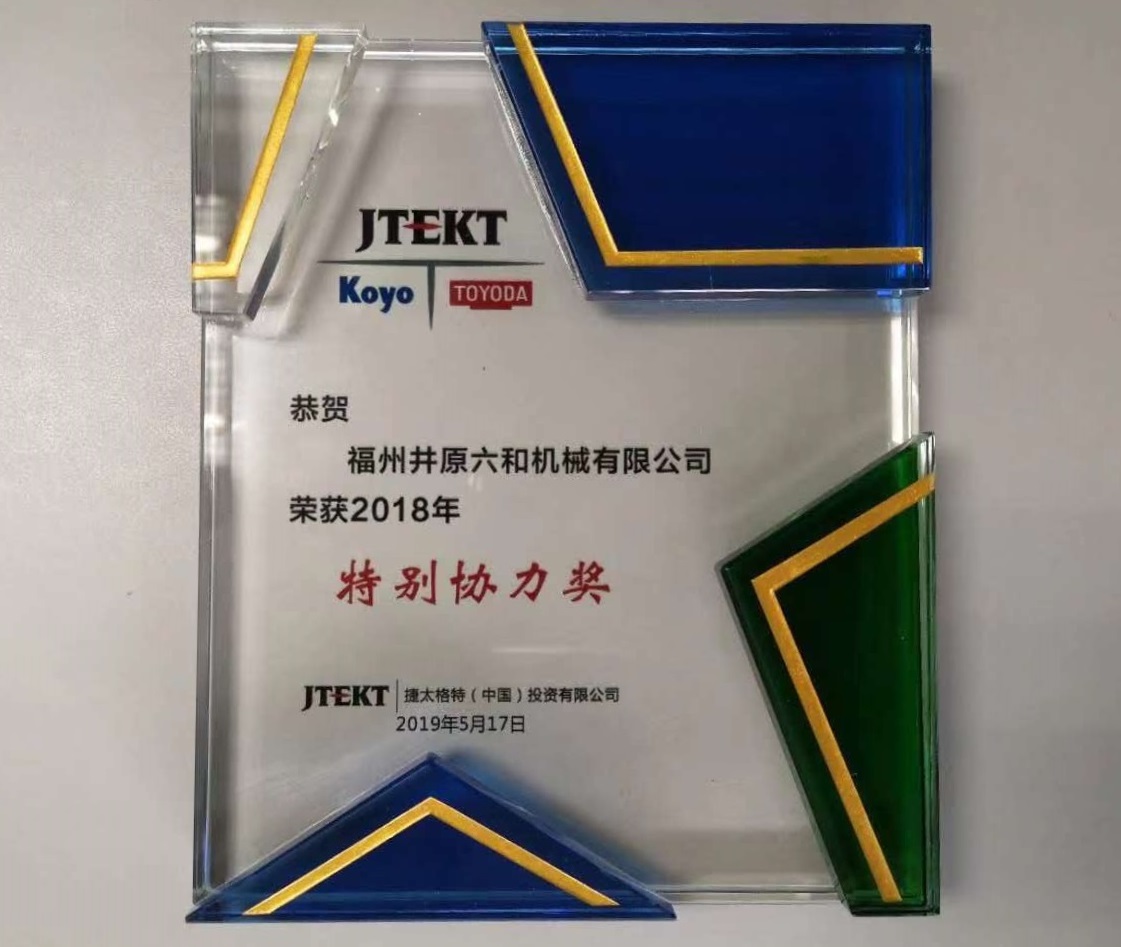 JTEKT
Koyo TOYODA
恭贺
福州井原六和机械有限公司
荣获2018年
特别协力奖
JTEKT 捷太格特（中国）投资有限公司
2019年5月17日